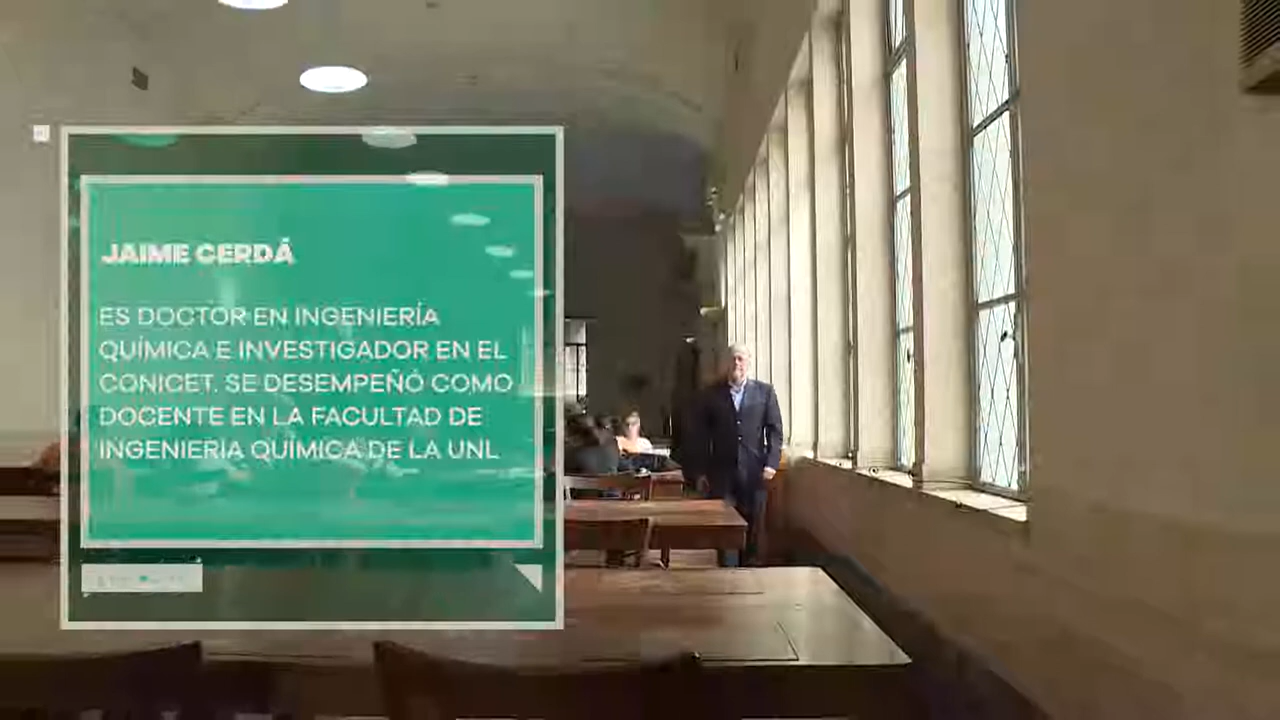 JAIME CERDÁ
ES DOCTOR EN INGENIERÍA
QUÍMICA E INVESTIGADOR EN EL
CONICET. SE DESEMPEÑÓ COMO
DOCENTE EN LA FACULTAD DE
INGENIERÍA QUÍMICA DE LA UNL